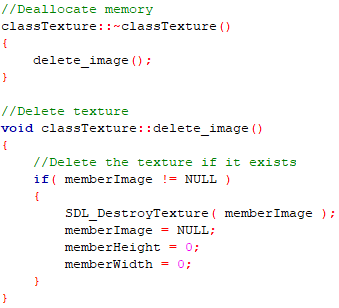 //Deallocate memory
classTexture::~classTexture()
{
    delete_image();
}

//Delete texture
void classTexture::delete_image()
{
    //Delete the texture if it exists
    if( memberImage != NULL )
    {
        SDL_DestroyTexture( memberImage );
        memberImage = NULL;
        memberHeight = 0;
        memberWidth = 0;
    }
}